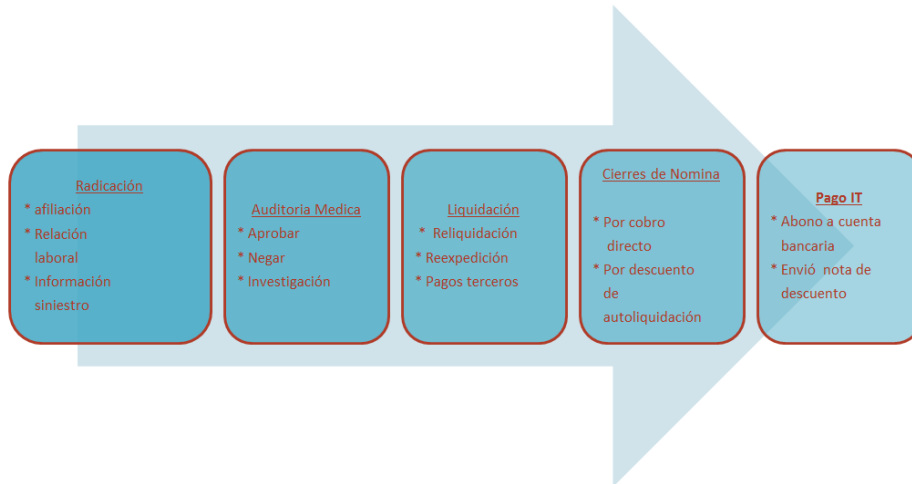 Radicación
* afiliación
* Relación
laboral
* Información
siniestro
Auditoria Medica
* Aprobar
* Negar
* Investigación
Liquidación
* Reliquidación
* Reexpedición
* Pagos terceros
Cierres de Nomina
* Por cobro
directo
* Por descuento
de
autoliquidación
Pago IT
* Abono a cuenta
bancaria
* Envió nota de
descuento